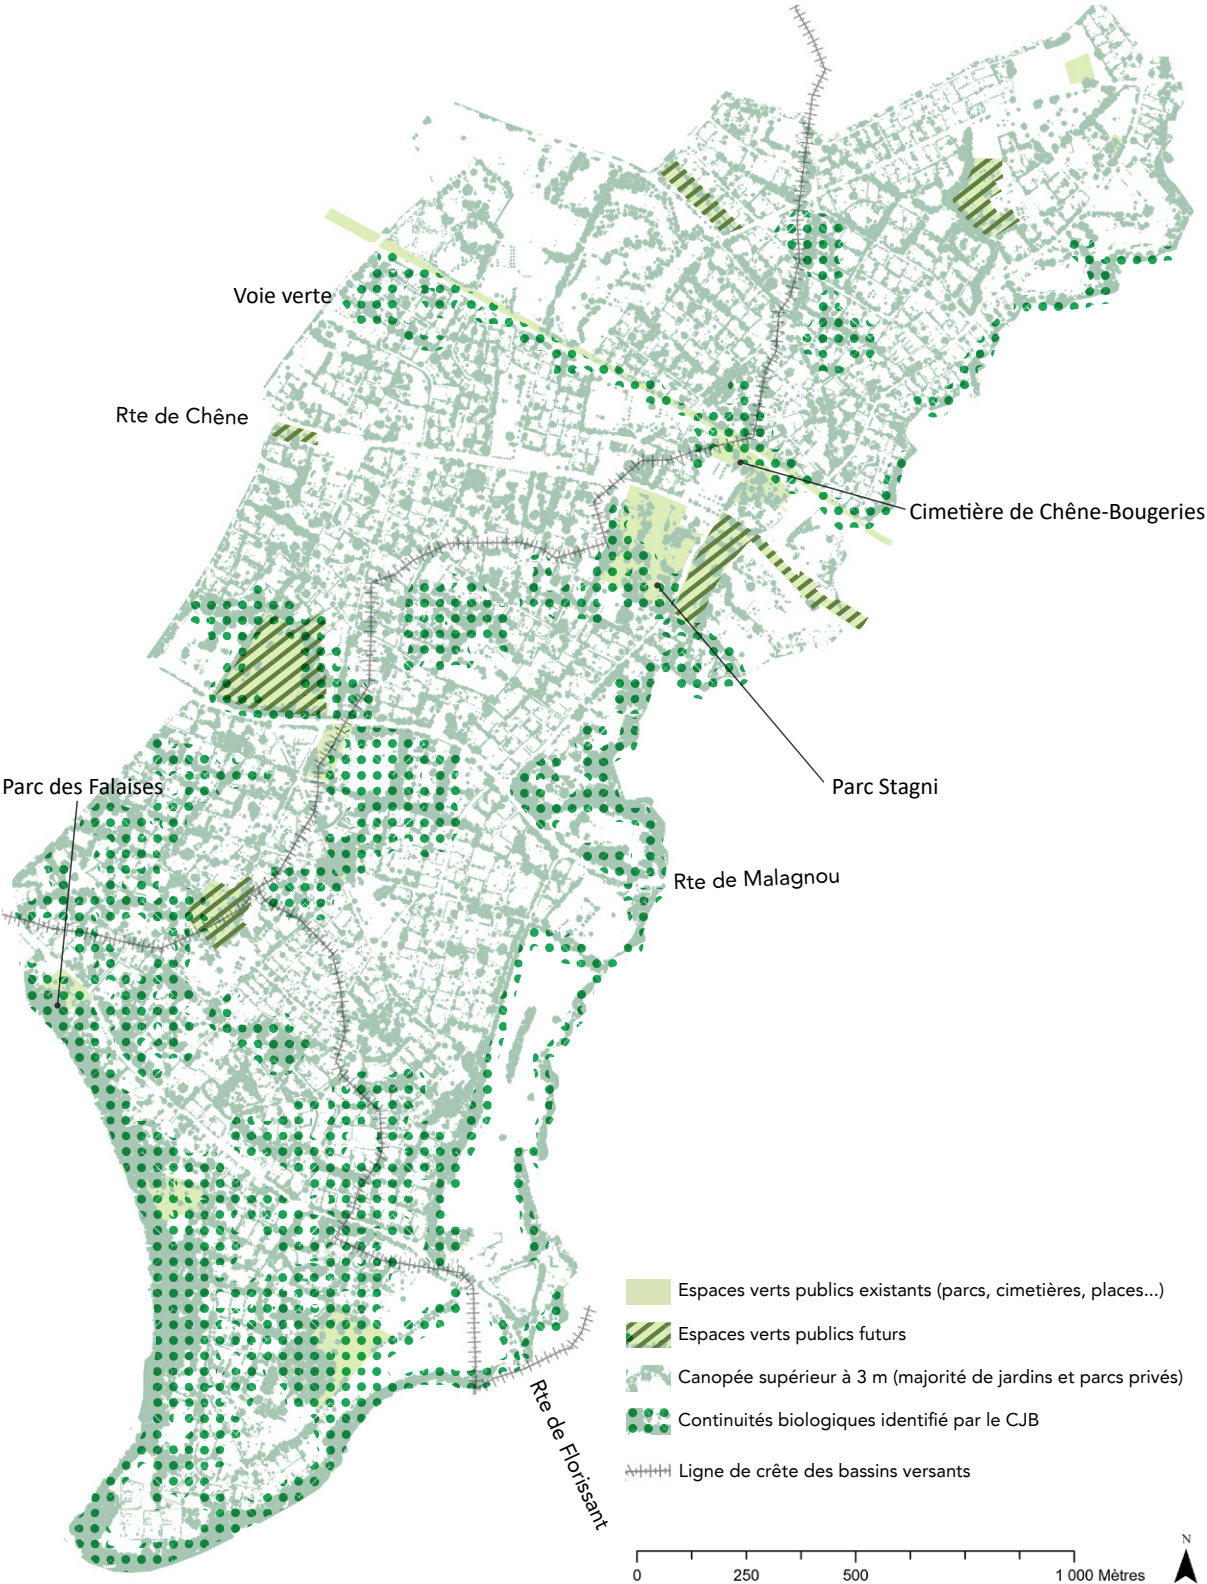 Voie verte
Rte de Chêne
Cimetière de Chêne-Bougeries
Parc des Falaises
Parc Stagni
Rte de Malagnou
Rte de Florissant
Espaces verts publics existants (parcs, cimetières, places...)
Espaces verts publics futurs
Canopée supérieur à 3 m (majorité de jardins et parcs privés)
Continuités biologiques identifié par le CJB
Ligne de crête des bassins versants
N
0 250 500 1 000 Mètres